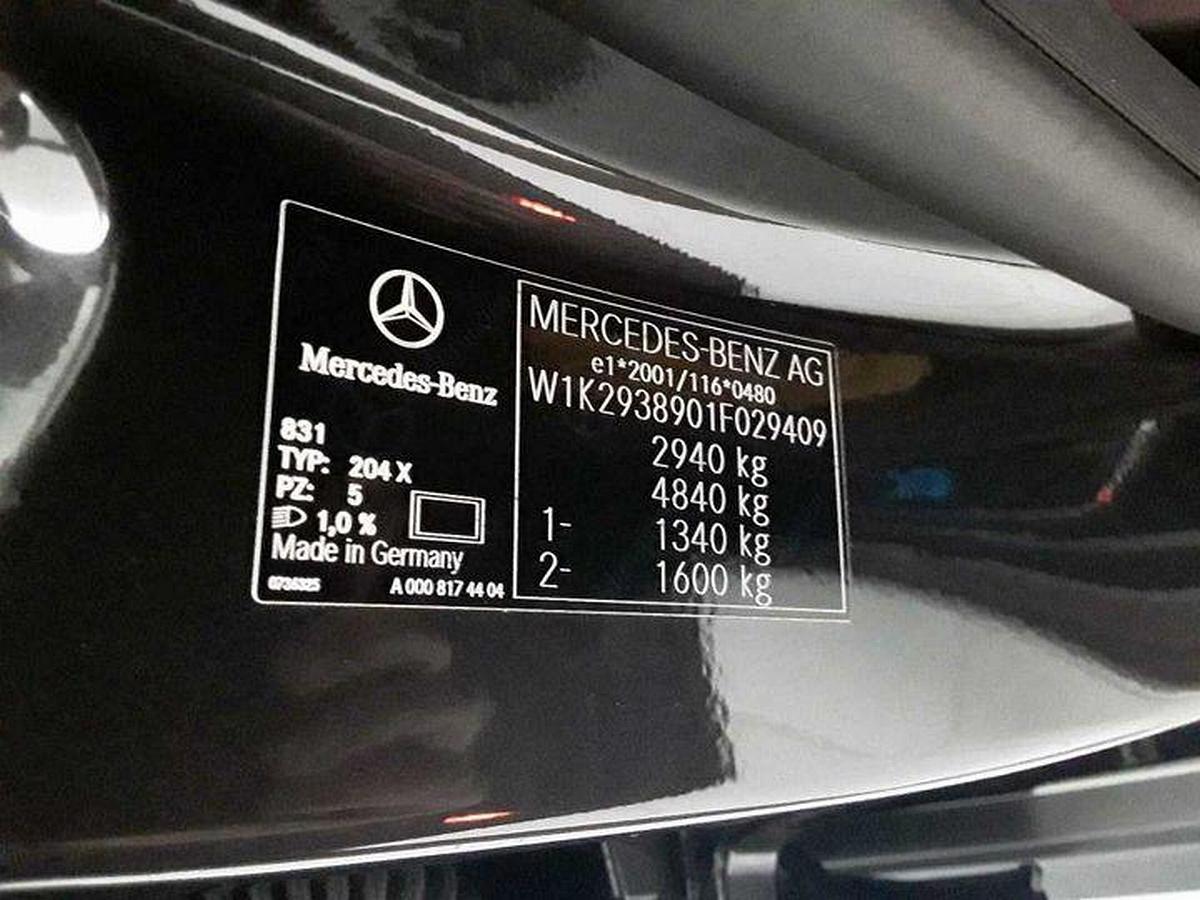 Mercedes-Benz
831
TYP: 204 X
PZ: 5
1,0 %
Made in Germany
0736325 A 000 817 44 04
MERCEDES-BENZ AG
e1*2001/116*0480
W1K2938901F029409
2940 kg
4840 kg
1- 1340 kg
2- 1600 kg